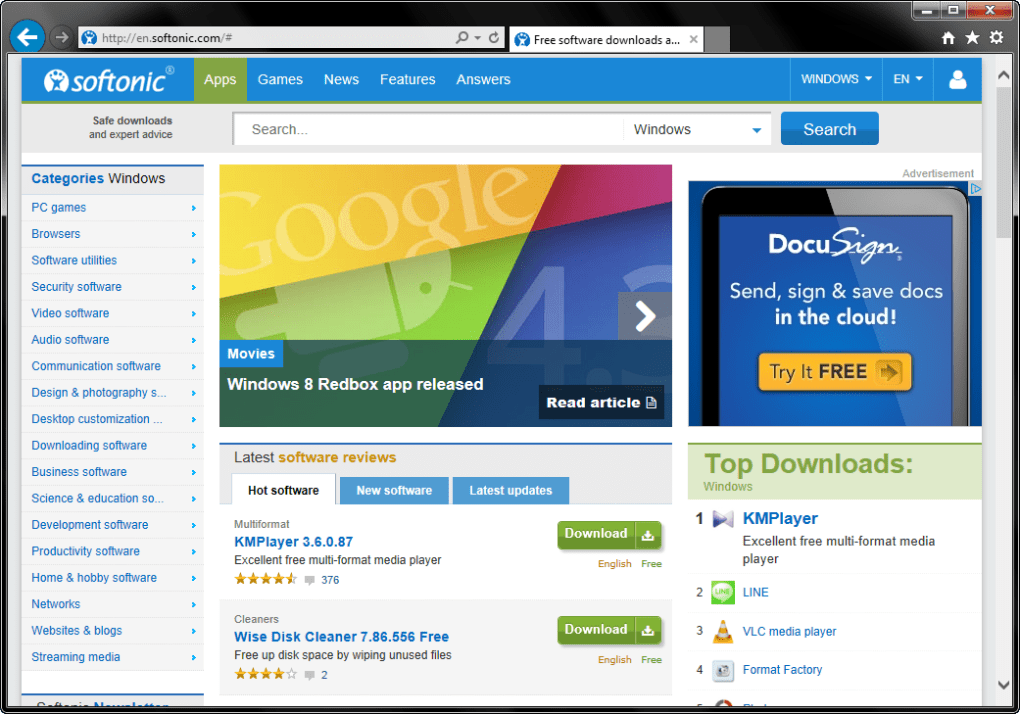 http://en.softonic.com/#
Free software downloads a...
softonic®
Apps
Games
News
Features
Answers
WINDOWS
EN
Safe downloads
and expert advice
Search...
Windows
Search
Categories Windows
PC games
Browsers
Software utilities
Security software
Video software
Audio software
Communication software
Design & photography s...
Desktop customization ...
Downloading software
Business software
Science & education so...
Development software
Productivity software
Home & hobby software
Networks
Websites & blogs
Streaming media
Google
4.3
Movies
Windows 8 Redbox app released
Read article
Latest software reviews
Hot software
New software
Latest updates
Multiformat
KMPlayer 3.6.0.87
Excellent free multi-format media player
376
Download
English Free
Cleaners
Wise Disk Cleaner 7.86.556 Free
Free up disk space by wiping unused files
2
Download
English Free
Advertisement
DocuSign®
Send, sign & save docs
in the cloud!
Try It FREE
Top Downloads:
Windows
1 KMPlayer
Excellent free multi-format media
player
2 LINE LINE
3 VLC media player
4 Format Factory